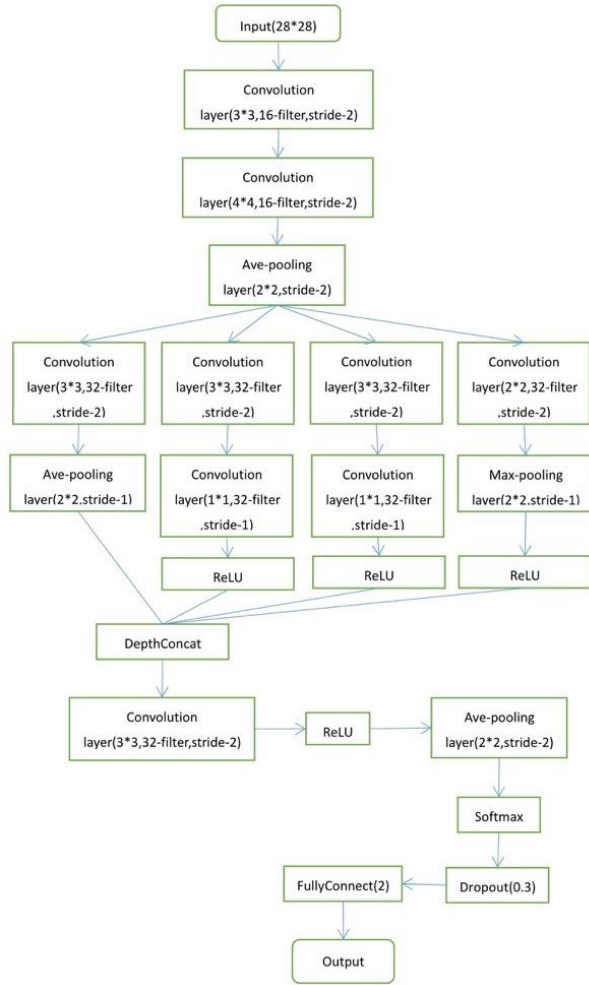 Input(28*28)
Convolution
layer(3*3,16-filter,stride-2)
Convolution
layer(4*4,16-filter,stride-2)
Ave-pooling
layer(2*2,stride-2)
Convolution
layer(3*3,32-filter
,stride-2)
Convolution
layer(3*3,32-filter
,stride-2)
Convolution
layer(3*3,32-filter
,stride-2)
Convolution
layer(2*2,32-filter
,stride-2)
Ave-pooling
layer(2*2,stride-1)
Convolution
layer(1*1,32-filter
,stride-1)
Convolution
layer(1*1,32-filter
,stride-1)
Max-pooling
layer(2*2,stride-1)
ReLU
ReLU
ReLU
DepthConcat
Convolution
layer(3*3,32-filter,stride-2)
ReLU
Ave-pooling
layer(2*2,stride-2)
Softmax
Dropout(0.3)
FullyConnect(2)
Output